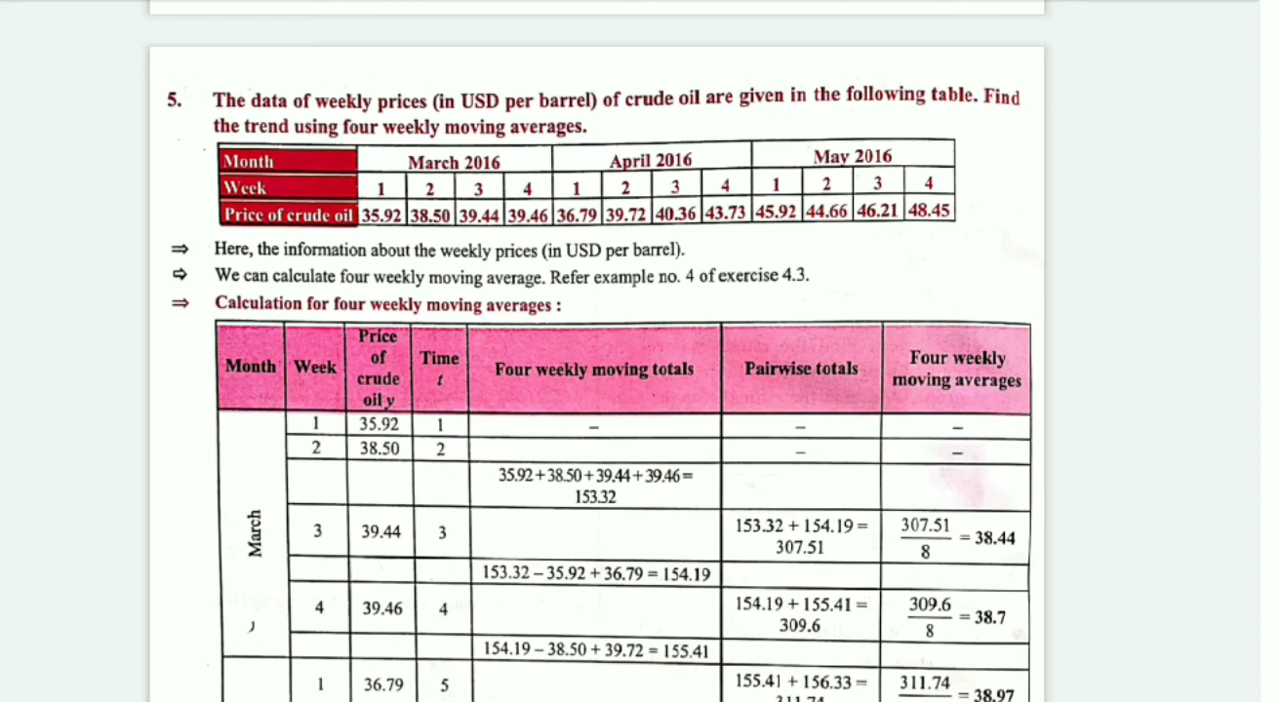 5. The data of weekly prices (in USD per barrel) of crude oil are given in the following table. Find
the trend using four weekly moving averages.
Month March 2016 April 2016 May 2016
Week 1 2 3 4 1 2 3 4 1 2 3 4
Price of crude oil 35.92 38.50 39.44 39.46 36.79 39.72 40.36 43.73 45.92 44.66 46.21 48.45
⇒ Here, the information about the weekly prices (in USD per barrel).
⇒ We can calculate four weekly moving average. Refer example no. 4 of exercise 4.3.
⇒ Calculation for four weekly moving averages :
Month Week Price of crude oil y Time t Four weekly moving totals Pairwise totals Four weekly moving averages
March
1 35.92 1 – – –
2 38.50 2 – –
35.92 + 38.50 + 39.44 + 39.46 =
153.32
3 39.44 3 153.32 + 154.19 = 307.51 307.51 / 8 = 38.44
153.32 – 35.92 + 36.79 = 154.19
4 39.46 4 154.19 + 155.41 = 309.6 309.6 / 8 = 38.7
154.19 – 38.50 + 39.72 = 155.41
1 36.79 5 155.41 + 156.33 = 311.74 311.74 = 38.97